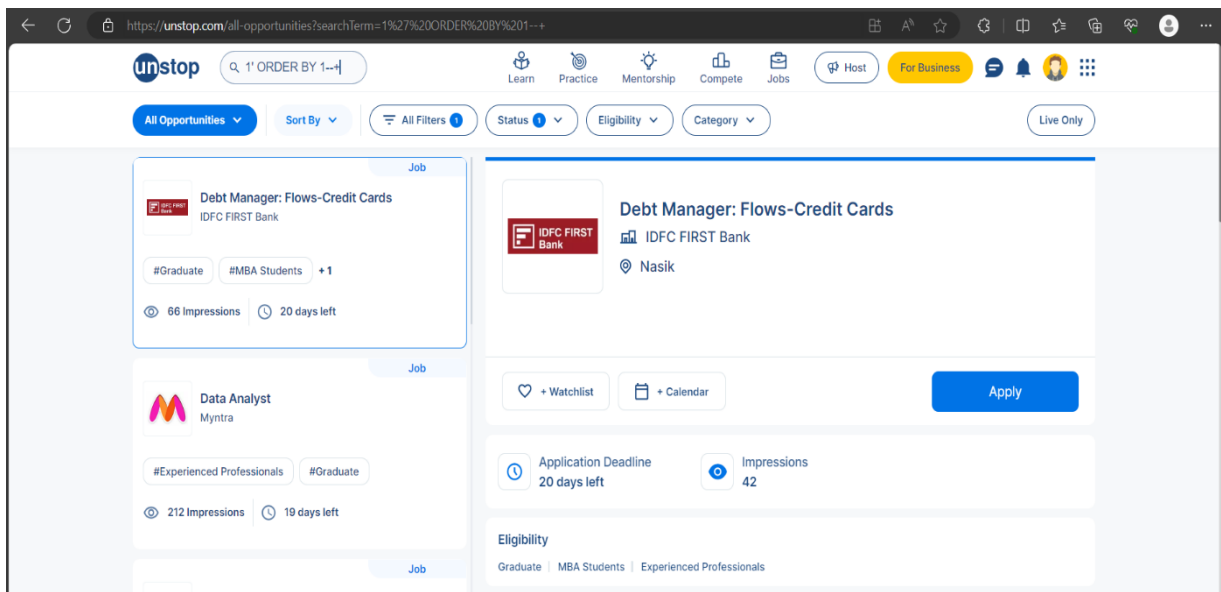 https://unstop.com/all-opportunities?searchTerm=1%27%20ORDER%20BY%201--+
unstop
1' ORDER BY 1--+
Learn
Practice
Mentorship
Compete
Jobs
Host
For Business
All Opportunities
Sort By
All Filters 1
Status 1
Eligibility
Category
Live Only
Job
IDFC FIRST Bank
Debt Manager: Flows-Credit Cards
IDFC FIRST Bank
#Graduate
#MBA Students
+ 1
66 Impressions
20 days left
Job
Data Analyst
Myntra
#Experienced Professionals
#Graduate
212 Impressions
19 days left
Job
IDFC FIRST
Bank
Debt Manager: Flows-Credit Cards
IDFC FIRST Bank
Nasik
+ Watchlist
+ Calendar
Apply
Application Deadline
20 days left
Impressions
42
Eligibility
Graduate | MBA Students | Experienced Professionals